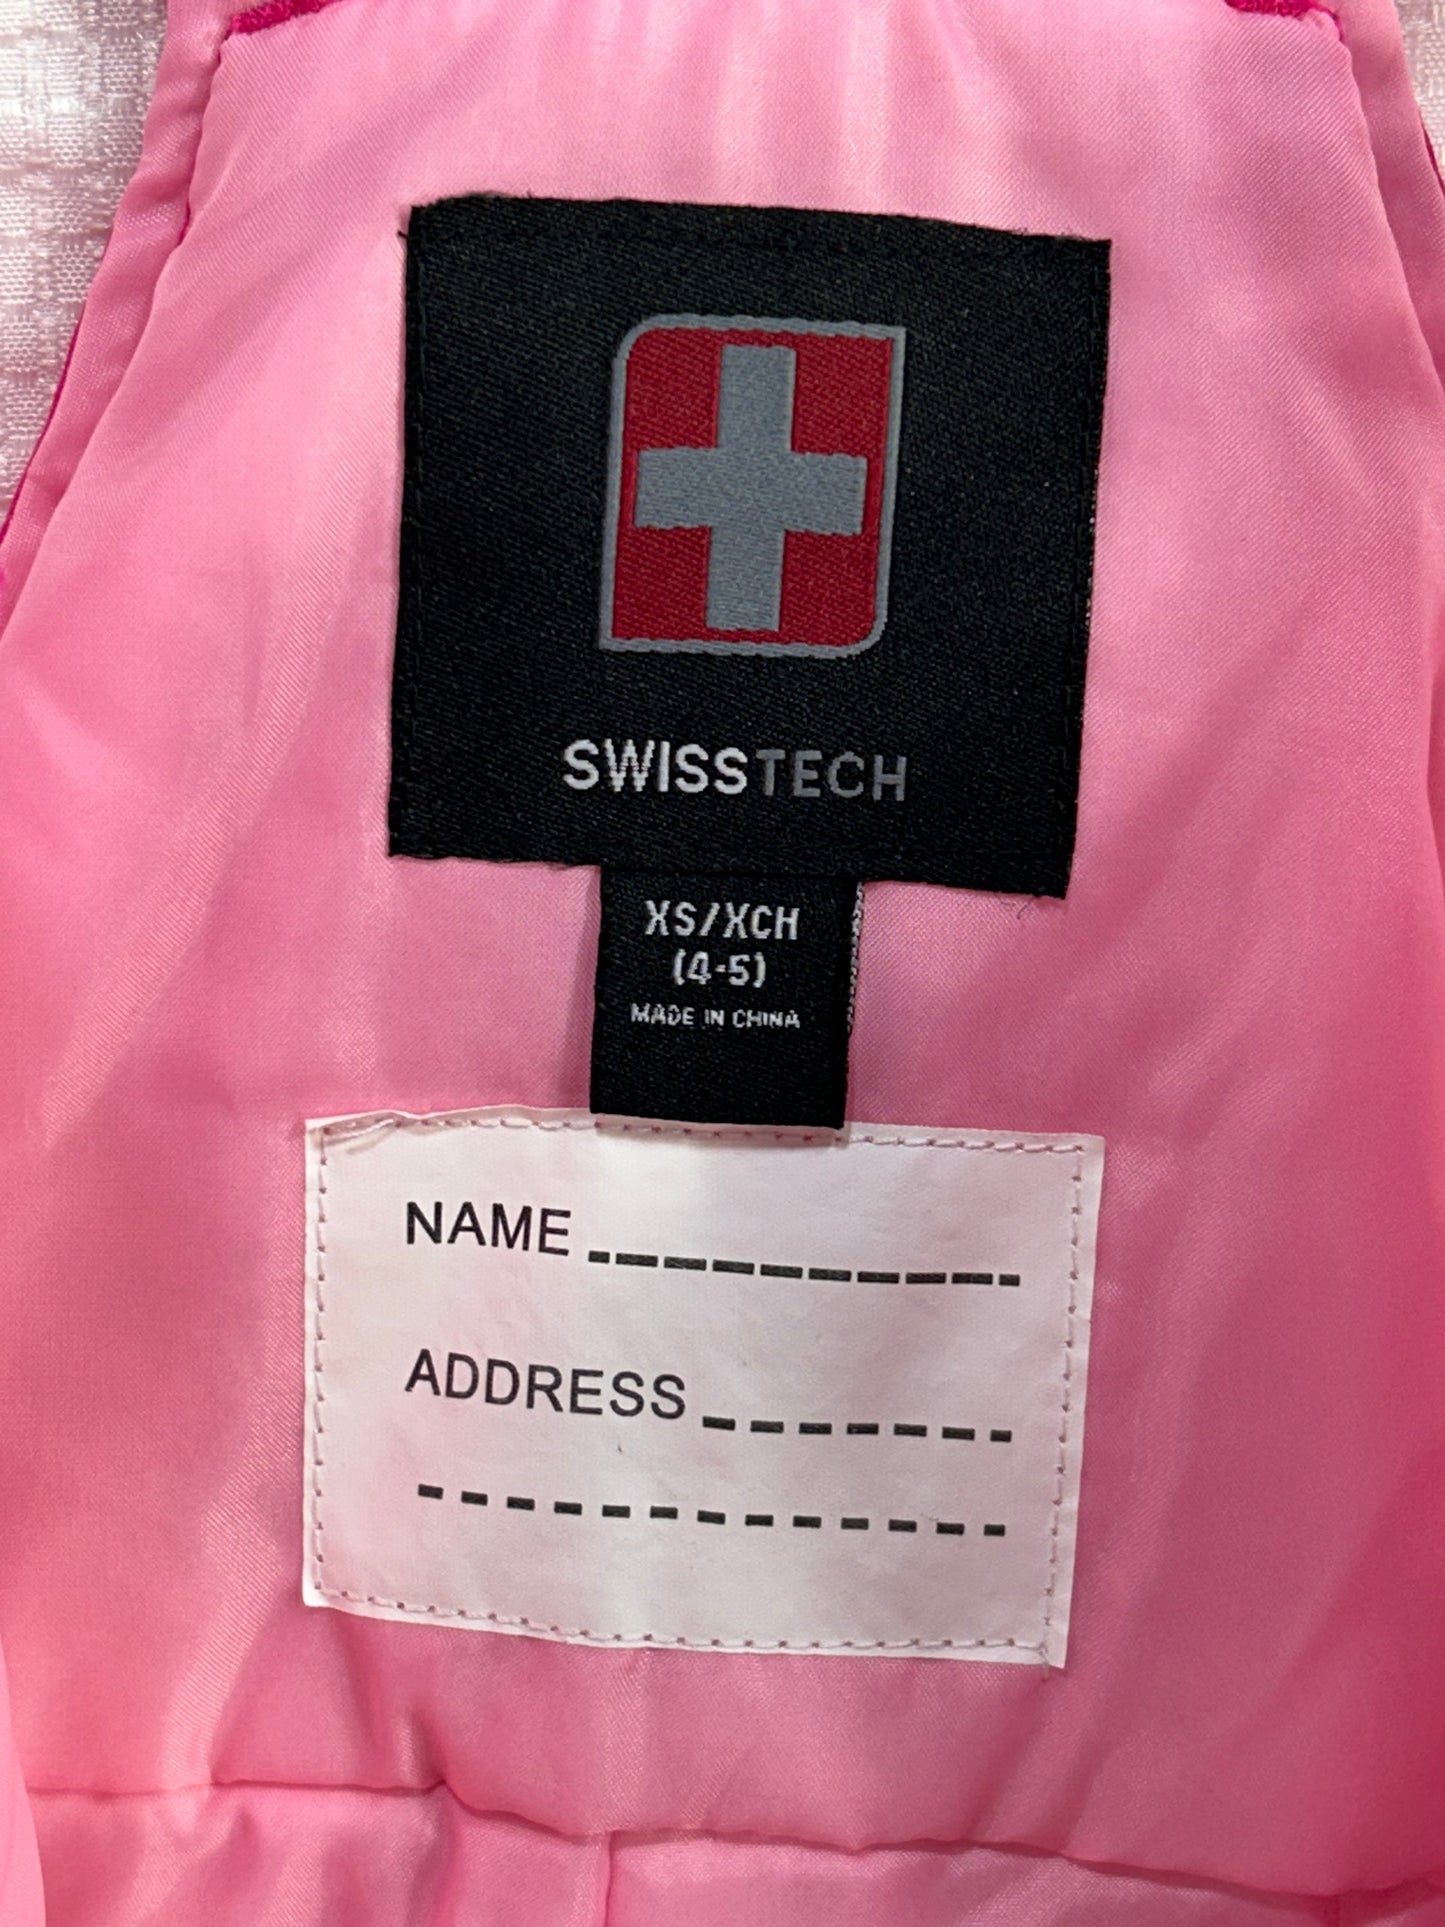 SWISSTECH
XS/XCH
(4-5)
MADE IN CHINA
NAME
ADDRESS